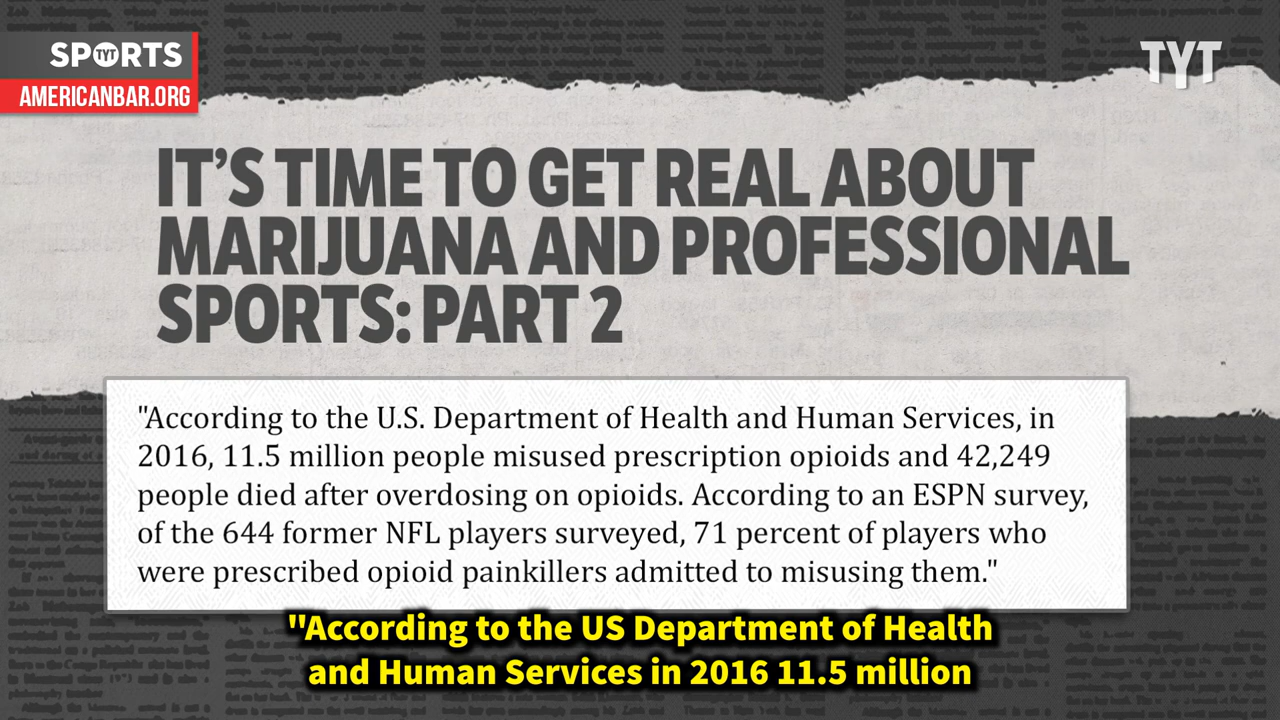 SPORTS
TYT
AMERICANBAR.ORG
TYT
IT'S TIME TO GET REAL ABOUT
MARIJUANA AND PROFESSIONAL
SPORTS: PART 2
"According to the U.S. Department of Health and Human Services, in
2016, 11.5 million people misused prescription opioids and 42,249
people died after overdosing on opioids. According to an ESPN survey,
of the 644 former NFL players surveyed, 71 percent of players who
were prescribed opioid painkillers admitted to misusing them."
"According to the US Department of Health
and Human Services in 2016 11.5 million